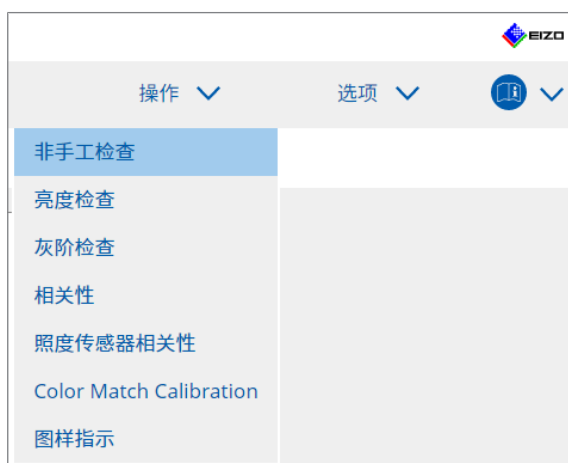 EIZO
操作 选项
非手工检查
亮度检查
灰阶检查
相关性
照度传感器相关性
Color Match Calibration
图样指示